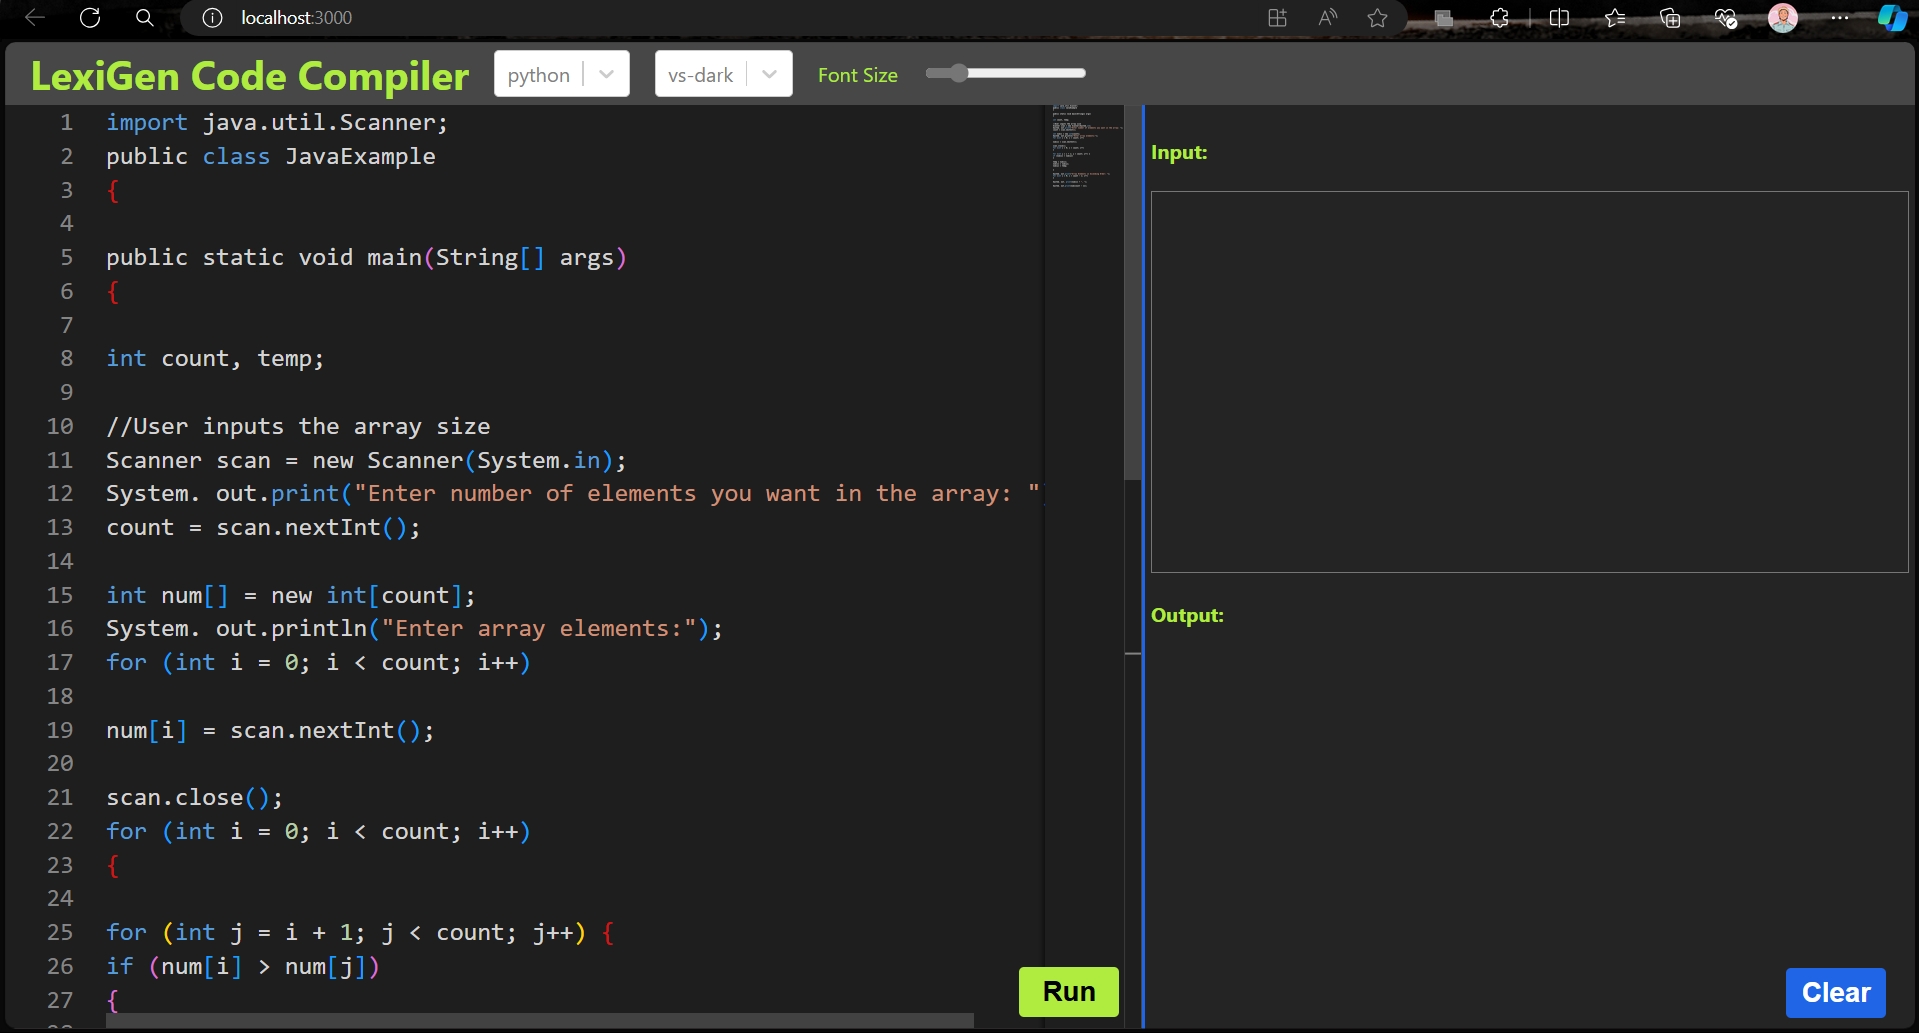 localhost:3000
LexiGen Code Compiler python vs-dark Font Size
1 import java.util.Scanner;
2 public class JavaExample
3 {
4
5 public static void main(String[] args)
6 {
7
8 int count, temp;
9
10 //User inputs the array size
11 Scanner scan = new Scanner(System.in);
12 System. out.print("Enter number of elements you want in the array: "
13 count = scan.nextInt();
14
15 int num[] = new int[count];
16 System. out.println("Enter array elements:");
17 for (int i = 0; i < count; i++)
18
19 num[i] = scan.nextInt();
20
21 scan.close();
22 for (int i = 0; i < count; i++)
23 {
24
25 for (int j = i + 1; j < count; j++) {
26 if (num[i] > num[j])
27 {
Run
Input:
Output:
Clear